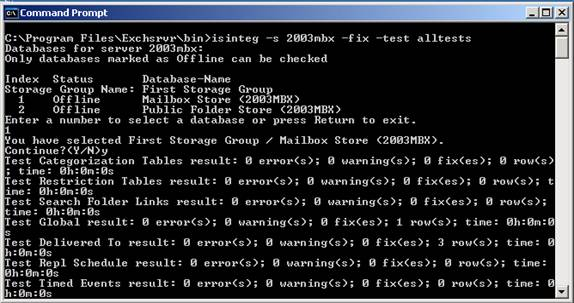 Command Prompt
C:\Program Files\Exchsrvr\bin>isinteg -s 2003mbx -fix -test alltests
Databases for server 2003mbx:
Only databases marked as Offline can be checked
Index  Status       Database-Name
Storage Group Name: First Storage Group
  1    Offline      Mailbox Store (2003MBX)
  2    Offline      Public Folder Store (2003MBX)
Enter a number to select a database or press Return to exit.
1
You have selected First Storage Group / Mailbox Store (2003MBX).
Continue?(Y/N)y
Test Categorization Tables result: 0 error(s); 0 warning(s); 0 fix(es); 0 row(s)
; time: 0h:0m:0s
Test Restriction Tables result: 0 error(s); 0 warning(s); 0 fix(es); 0 row(s); t
ime: 0h:0m:0s
Test Search Folder Links result: 0 error(s); 0 warning(s); 0 fix(es); 0 row(s);
time: 0h:0m:0s
Test Global result: 0 error(s); 0 warning(s); 0 fix(es); 1 row(s); time: 0h:0m:0
s
Test Delivered To result: 0 error(s); 0 warning(s); 0 fix(es); 3 row(s); time: 0
h:0m:0s
Test Repl Schedule result: 0 error(s); 0 warning(s); 0 fix(es); 0 row(s); time:
0h:0m:0s
Test Timed Events result: 0 error(s); 0 warning(s); 0 fix(es); 0 row(s); time: 0
h:0m:0s